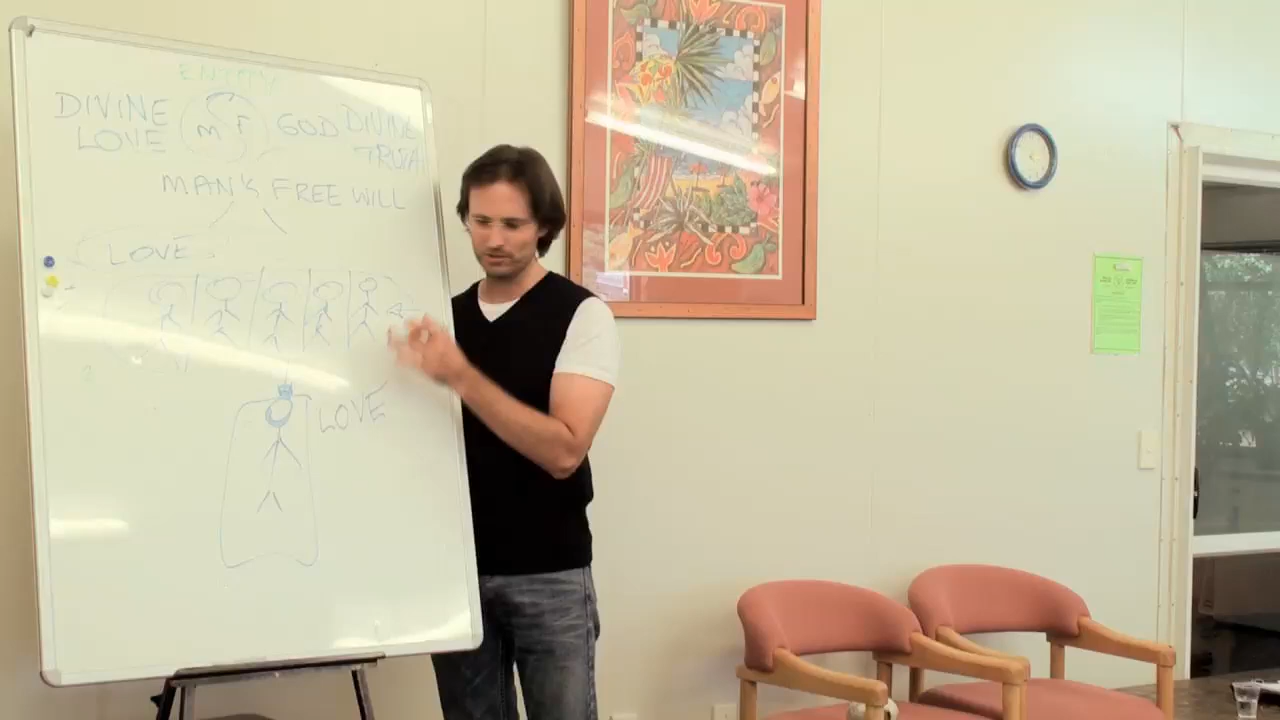 ENTITY
DIVINE LOVE
M F
GOD
DIVINE TRUTH
MAN'S FREE WILL
LOVE
LOVE